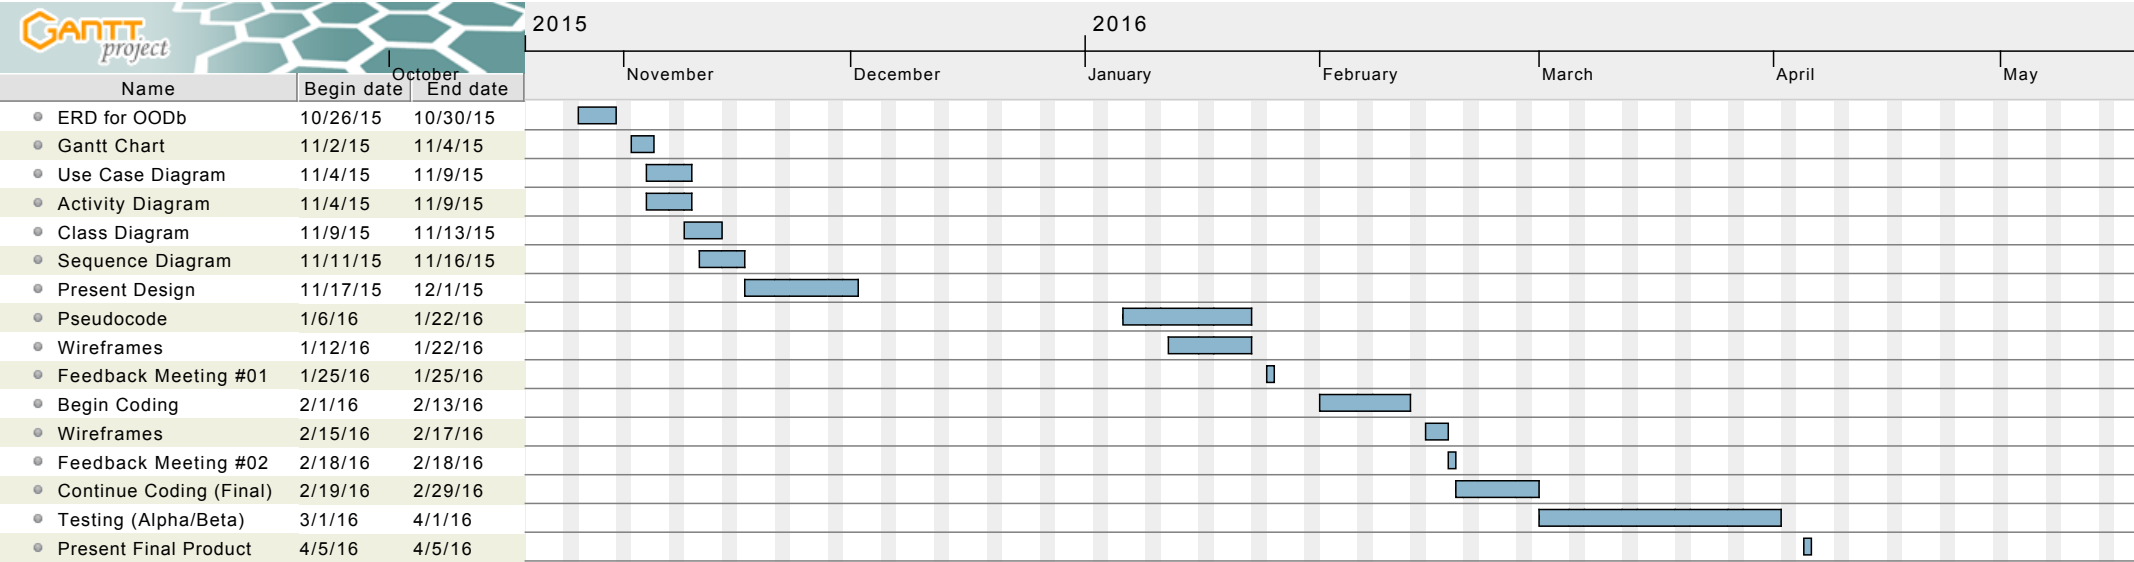 GANTT project
2015 2016
October November December January February March April May
Name Begin date End date
ERD for OODb 10/26/15 10/30/15
Gantt Chart 11/2/15 11/4/15
Use Case Diagram 11/4/15 11/9/15
Activity Diagram 11/4/15 11/9/15
Class Diagram 11/9/15 11/13/15
Sequence Diagram 11/11/15 11/16/15
Present Design 11/17/15 12/1/15
Pseudocode 1/6/16 1/22/16
Wireframes 1/12/16 1/22/16
Feedback Meeting #01 1/25/16 1/25/16
Begin Coding 2/1/16 2/13/16
Wireframes 2/15/16 2/17/16
Feedback Meeting #02 2/18/16 2/18/16
Continue Coding (Final) 2/19/16 2/29/16
Testing (Alpha/Beta) 3/1/16 4/1/16
Present Final Product 4/5/16 4/5/16